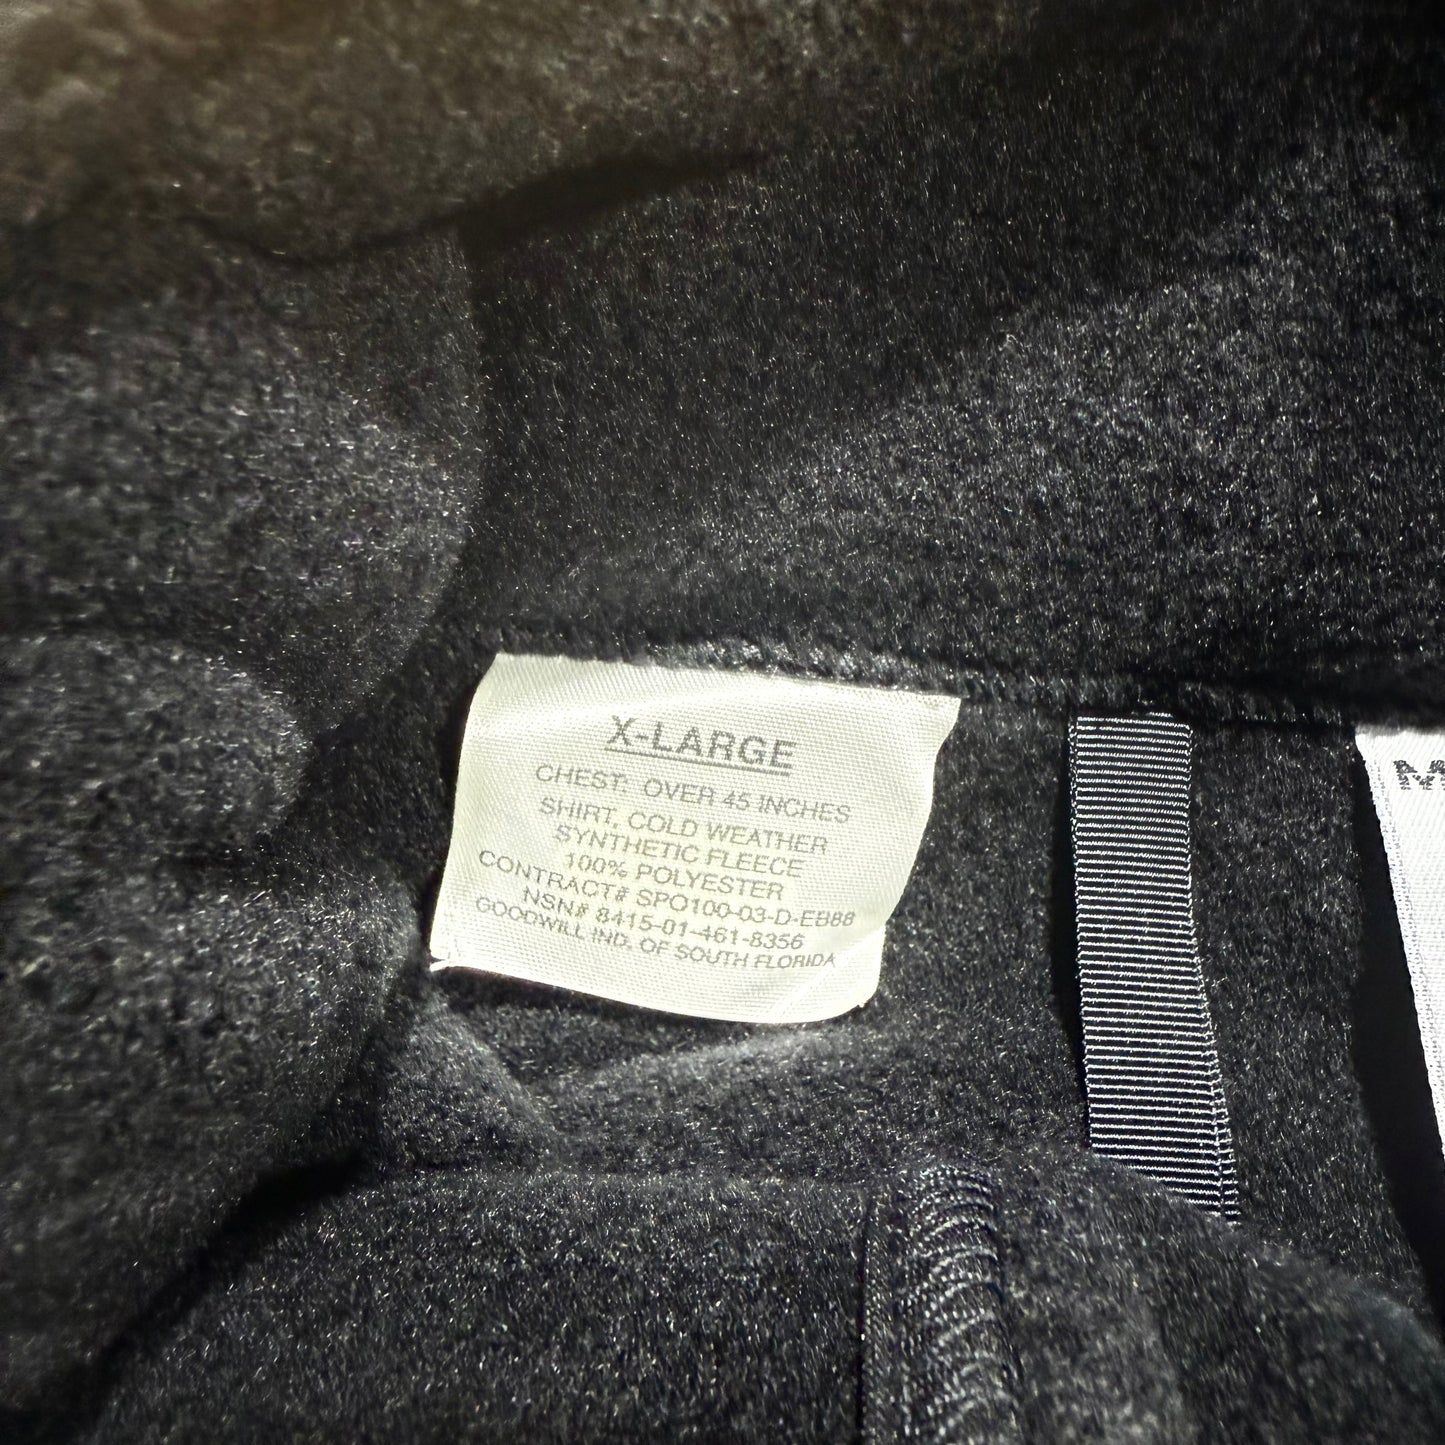 X-LARGE
CHEST: OVER 45 INCHES
SHIRT, COLD WEATHER
SYNTHETIC FLEECE
100% POLYESTER
CONTRACT# SPO100-03-D-EB88
NSN# 8415-01-461-8356
GOODWILL IND. OF SOUTH FLORIDA